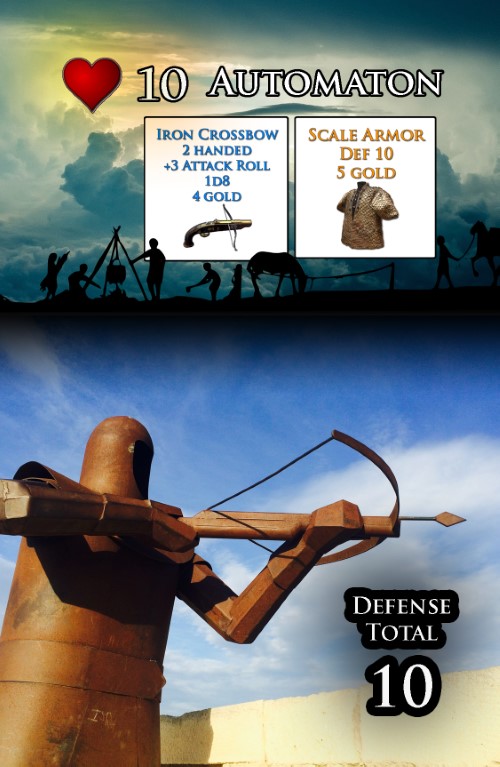 10 Automaton
Iron Crossbow
2 handed
+3 Attack Roll
1d8
4 gold
Scale Armor
Def 10
5 gold
Defense
Total
10